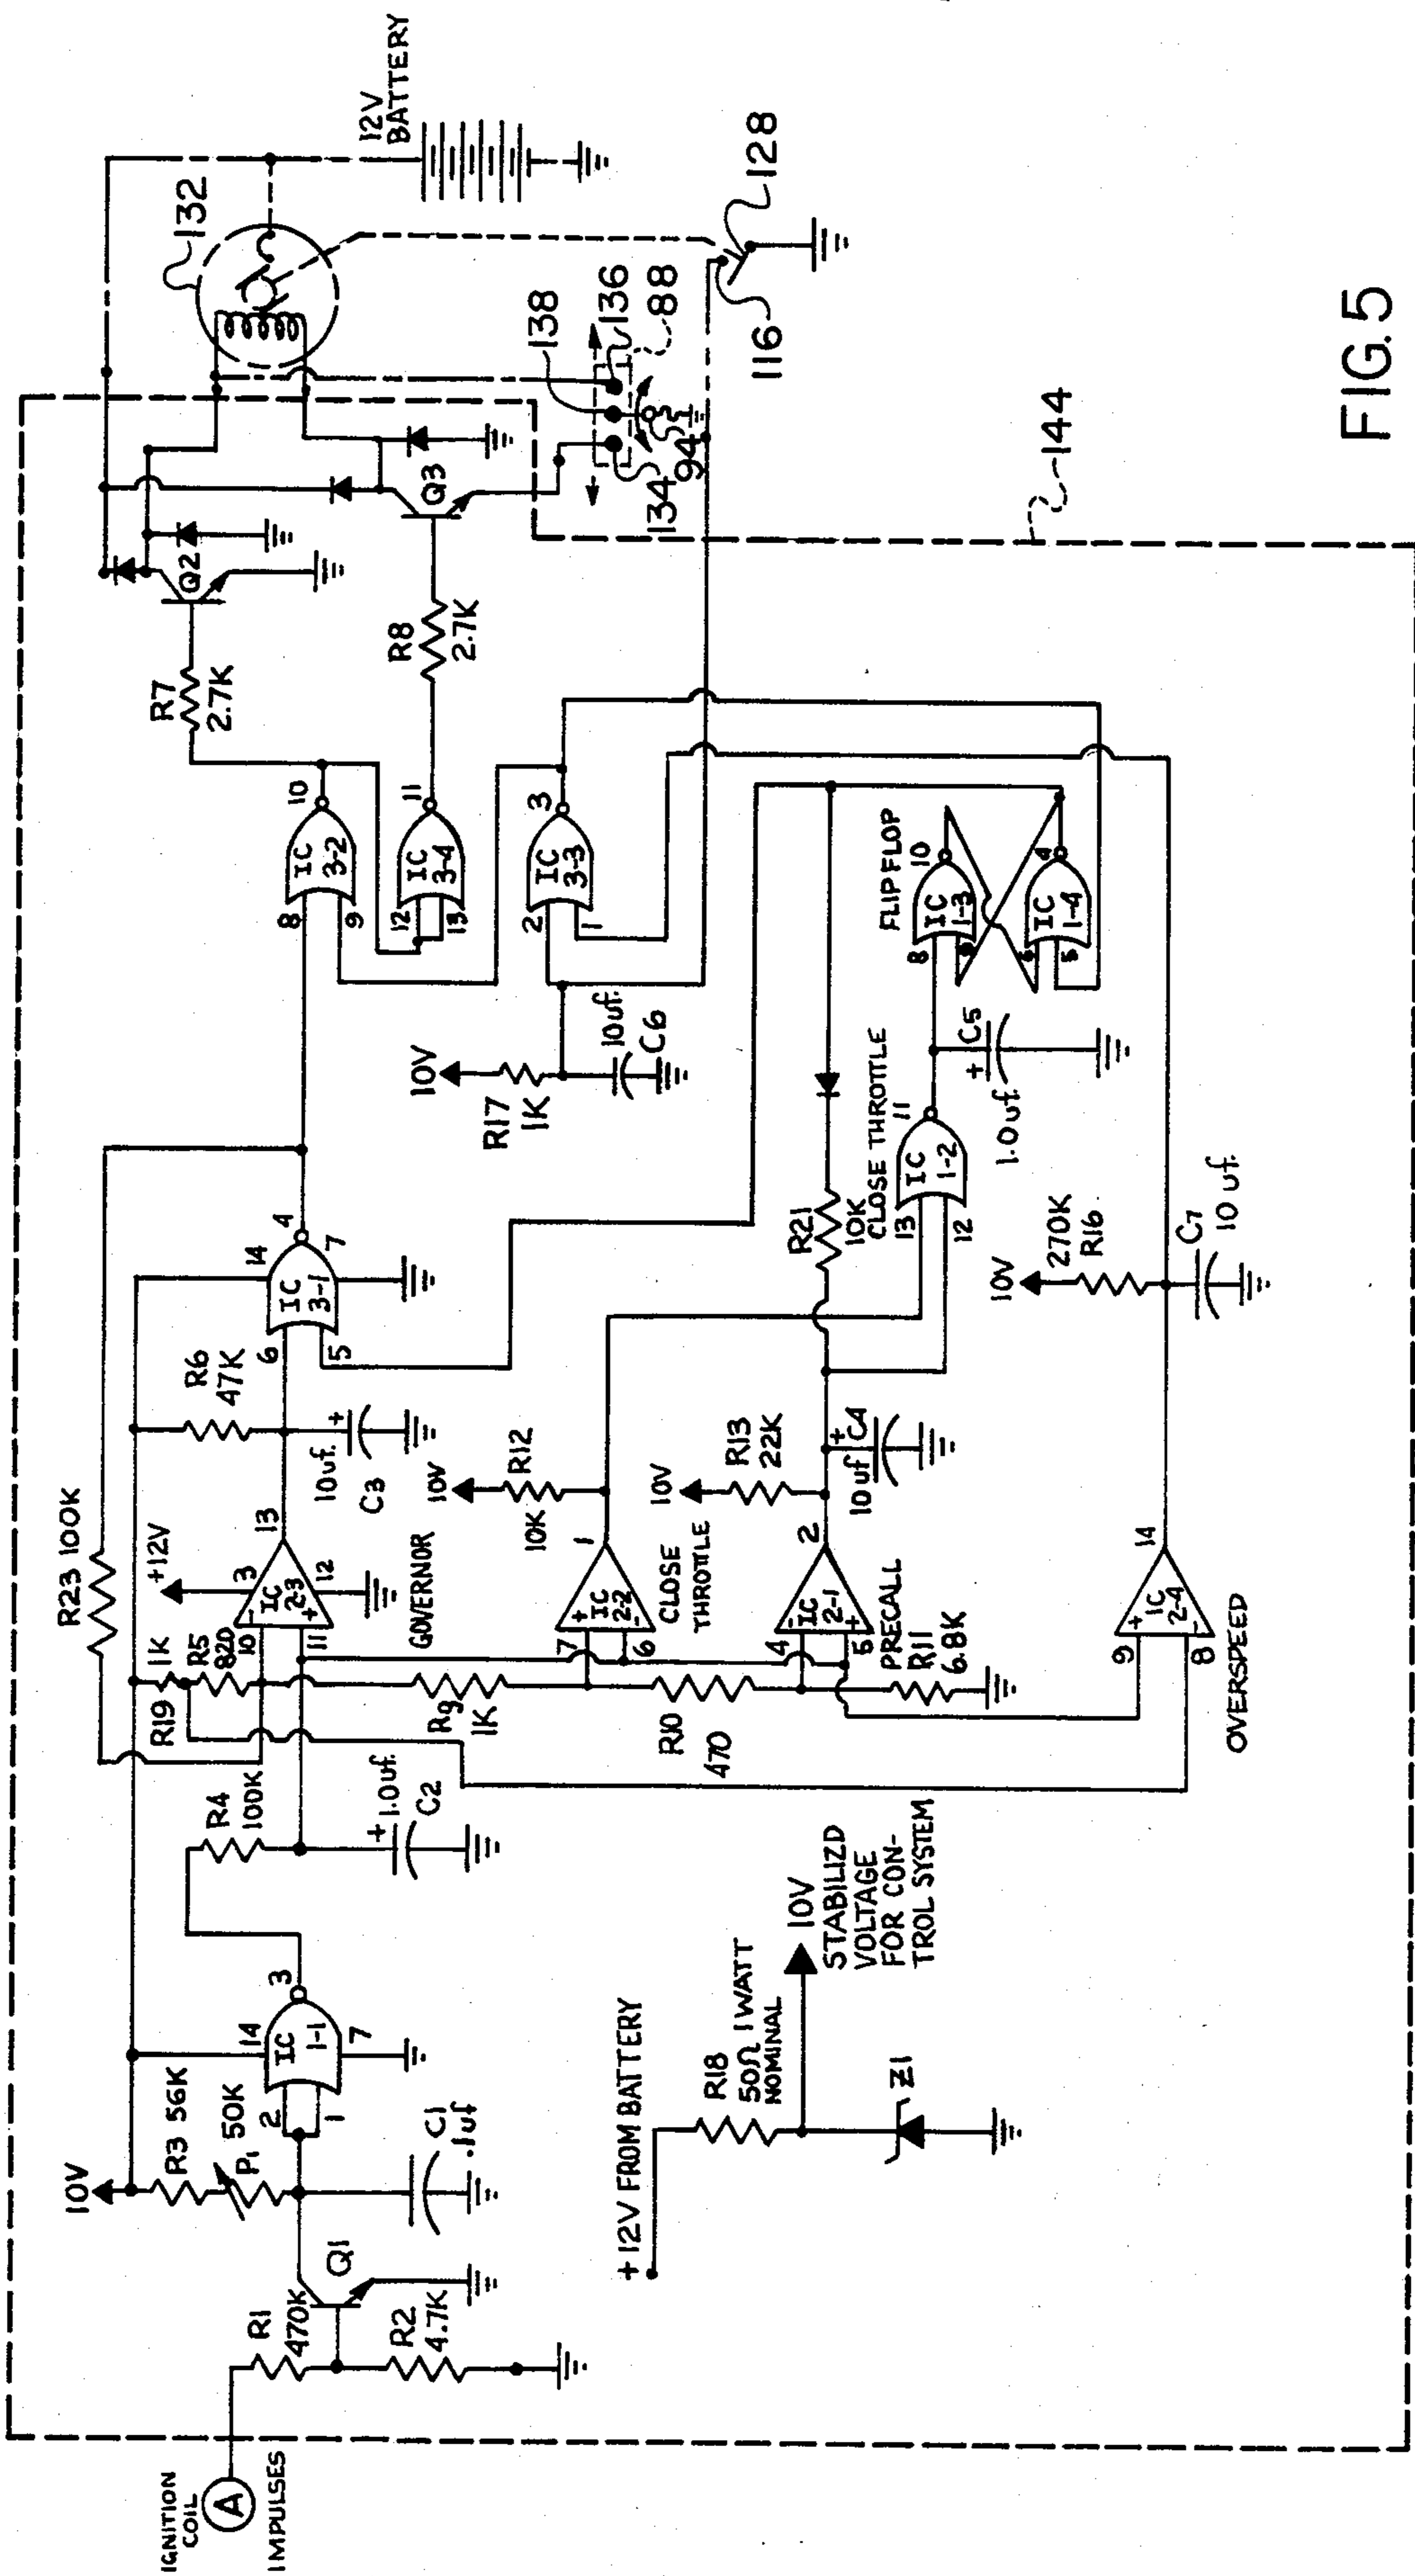 IGNITION
COIL
A
IMPULSES
R1
470K
R2
4.7K
Q1
10V
R3 56K
P1 50K
C1
.1uf
2
1
14
IC
1-1
3
7
R4
100K
+
1.0uf.
C2
R23 100K
R19
1K
R5
820
+12V
3
10
-
IC
2-3
+
11
12
13
GOVERNOR
10uf.
+
C3
R6
47K
14
6
IC
3-1
5
4
7
R9
1K
10V
R12
10K
7
+
IC
2-2
-
6
1
CLOSE
THROTTLE
R10
470
10V
R13
22K
4
-
IC
2-1
+
5
2
PRECALL
R11
6.8K
10uf
+
C4
9
+
IC
2-4
-
8
14
OVERSPEED
10V
270K
R16
C7
10uf.
R21
10K
CLOSE THROTTLE
13
IC
1-2
12
11
+
C5
1.0uf.
FLIP FLOP
8
IC
1-3
10
6
IC
1-4
5
4
10V
R17
1K
10uf.
C6
8
IC
3-2
9
10
12
IC
3-4
13
11
2
IC
3-3
1
3
R7
2.7K
Q2
R8
2.7K
Q3
132
12V
BATTERY
138
136
88
134
94
116
128
144
+12V FROM BATTERY
R18
50Ω 1 WATT
NOMINAL
10V
STABILIZD
VOLTAGE
FOR CON-
TROL SYSTEM
Z1
FIG. 5